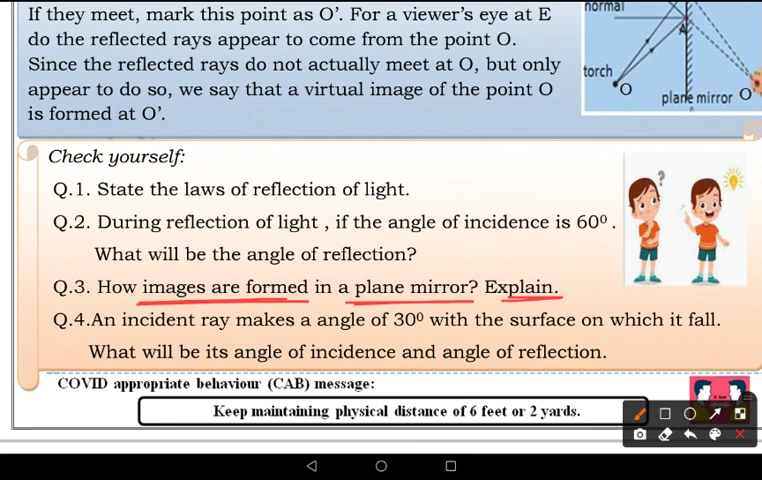 If they meet, mark this point as O’. For a viewer’s eye at E
do the reflected rays appear to come from the point O.
Since the reflected rays do not actually meet at O, but only
appear to do so, we say that a virtual image of the point O
is formed at O’.
normal
A
torch
O
plane mirror O'
Check yourself:
Q.1. State the laws of reflection of light.
Q.2. During reflection of light , if the angle of incidence is 60⁰ .
What will be the angle of reflection?
Q.3. How images are formed in a plane mirror? Explain.
Q.4.An incident ray makes a angle of 30⁰ with the surface on which it fall.
What will be its angle of incidence and angle of reflection.
COVID appropriate behaviour (CAB) message:
Keep maintaining physical distance of 6 feet or 2 yards.